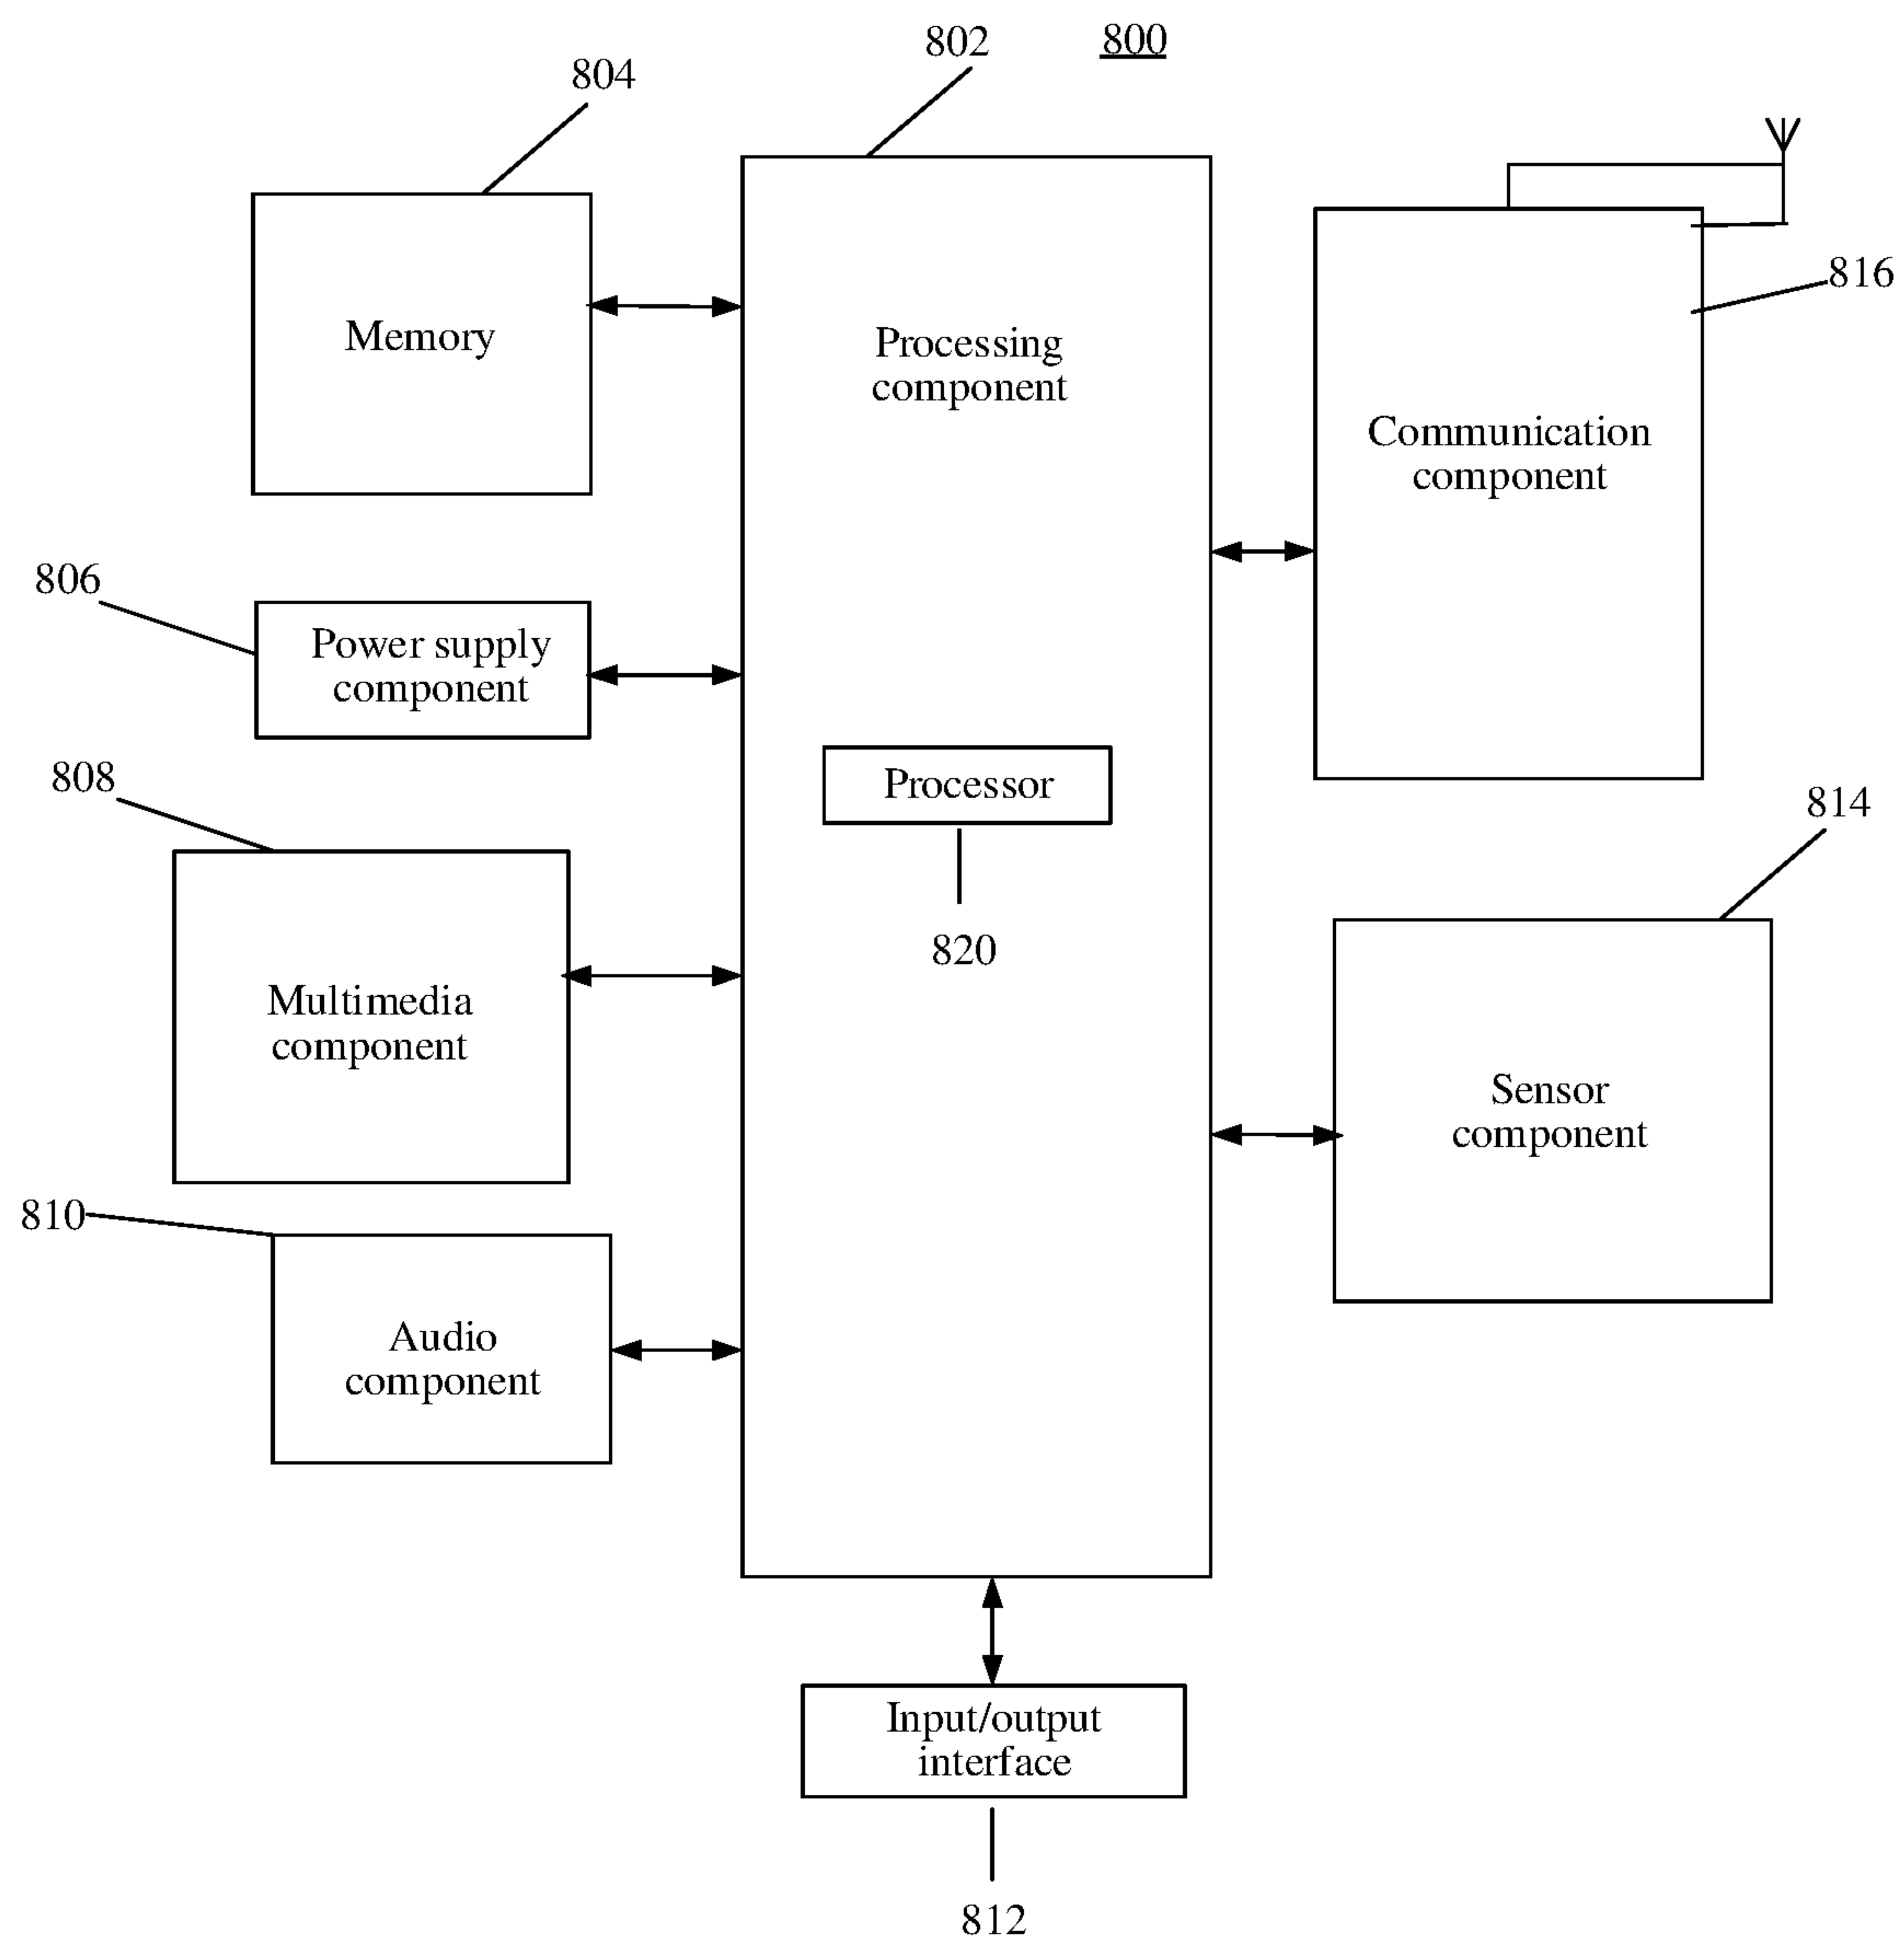 802
800
804
816
Memory
Processing
component
Communication
component
806
Power supply
component
808
Processor
814
820
Multimedia
component
Sensor
component
810
Audio
component
Input/output
interface
812